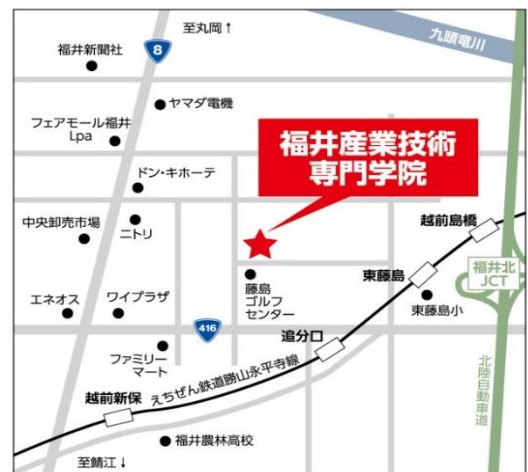 至丸岡↑
九頭竜川
福井新聞社
8
ヤマダ電機
フェアモール福井
Lpa
福井産業技術
専門学院
ドン・キホーテ
中央卸売市場
ニトリ
越前島橋
東藤島
福井北
JCT
藤島
ゴルフ
センター
東藤島小
エネオス
ワイプラザ
416
追分口
ファミリー
マート
えちぜん鉄道勝山永平寺線
北陸自動車道
越前新保
福井農林高校
至鯖江↓